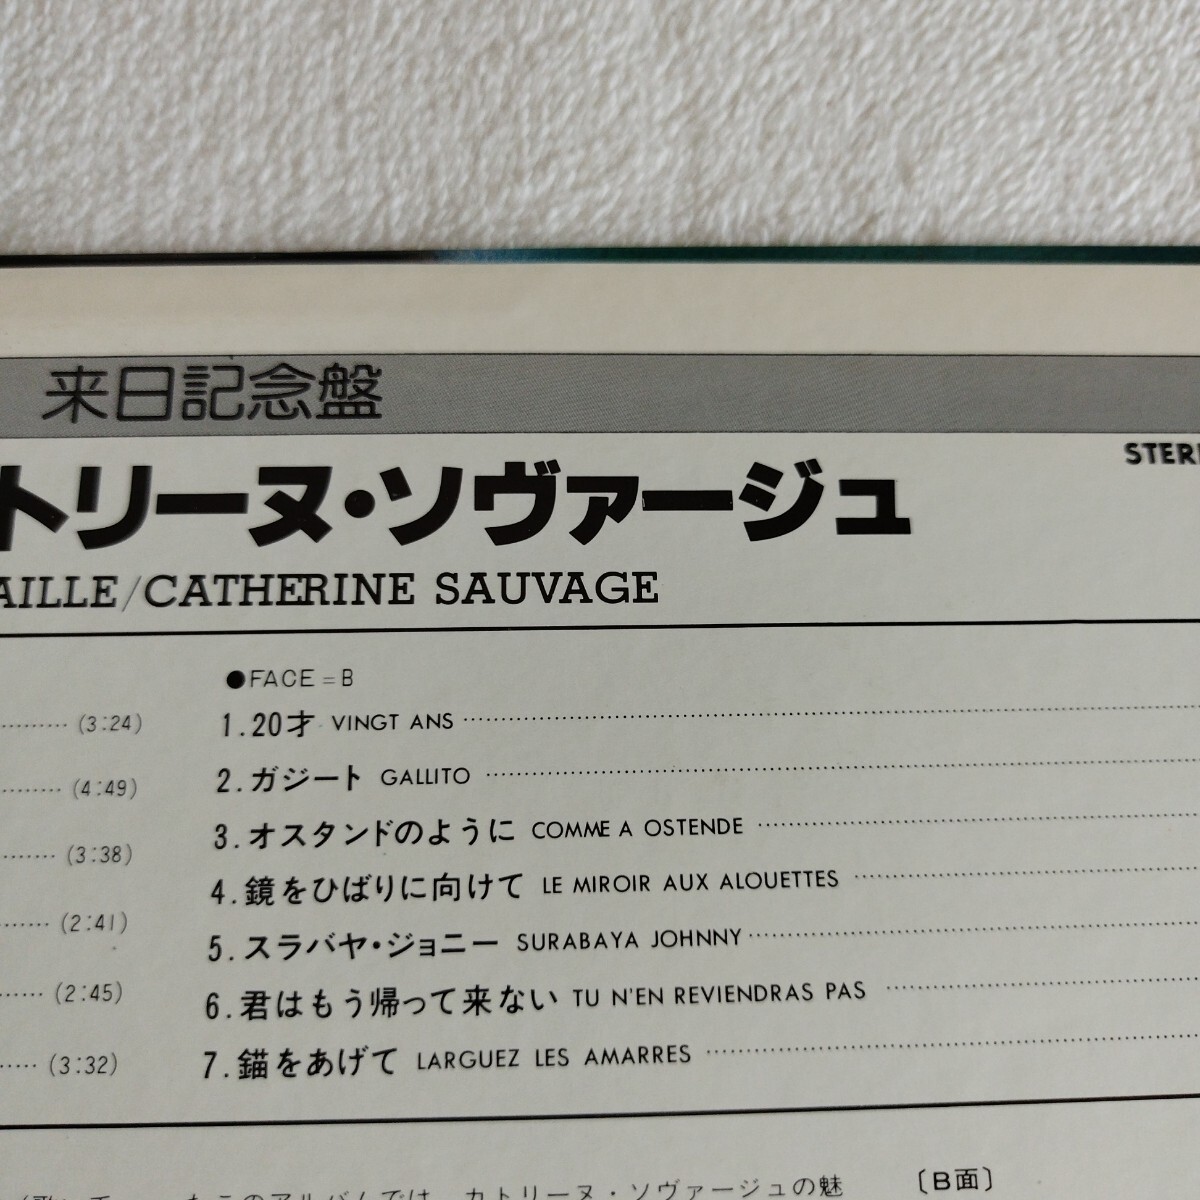 来日記念盤
トリーヌ・ソヴァージュ
STERE
AILLE/CATHERINE SAUVAGE
(3:24)
(4:49)
(3:38)
(2:41)
(2:45)
(3:32)
●FACE=B
1.20才 VINGT ANS
2.ガジート GALLITO
3.オスタンドのように COMME A OSTENDE
4.鏡をひばりに向けて LE MIROIR AUX ALOUETTES
5.スラバヤ・ジョニー SURABAYA JOHNNY
6.君はもう帰って来ない TU N'EN REVIENDRAS PAS
7.錨をあげて LARGUEZ LES AMARRES
このアルバムでは、カトリーヌ・ソヴァージュの魅
〔B面〕